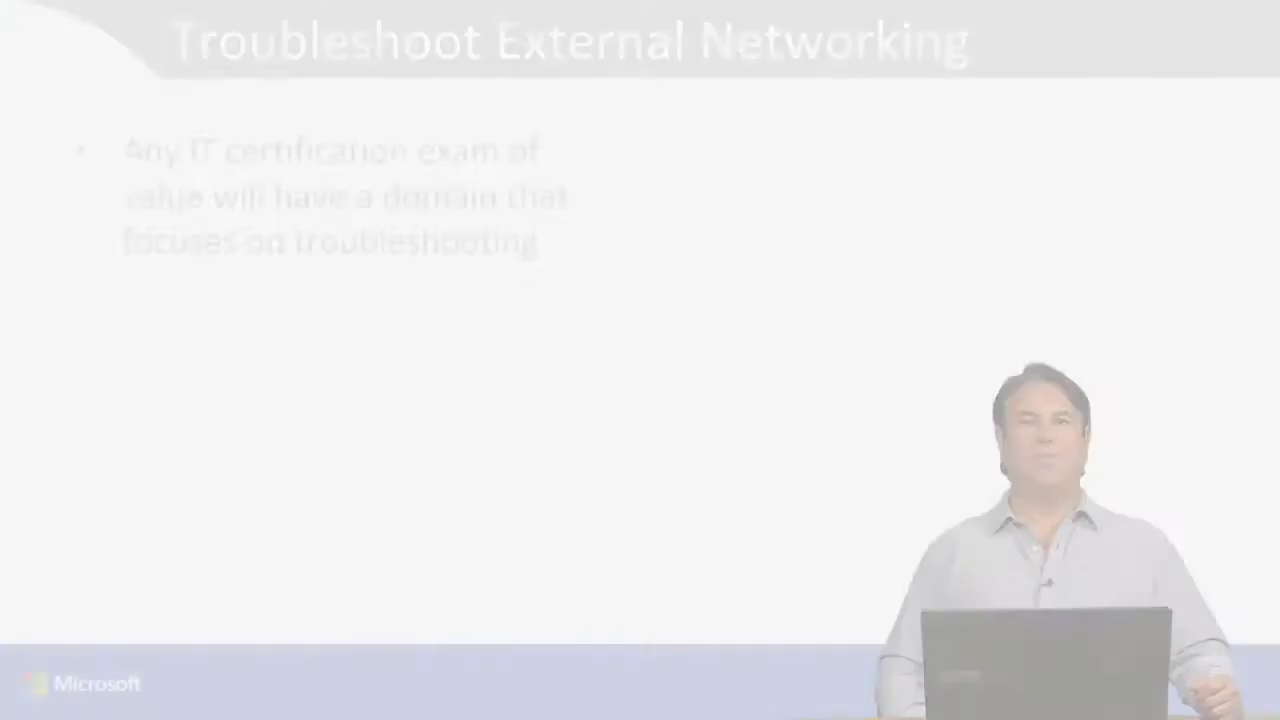 Troubleshoot External Networking
• Any IT certification exam of
value will have a domain that
focuses on troubleshooting
Microsoft